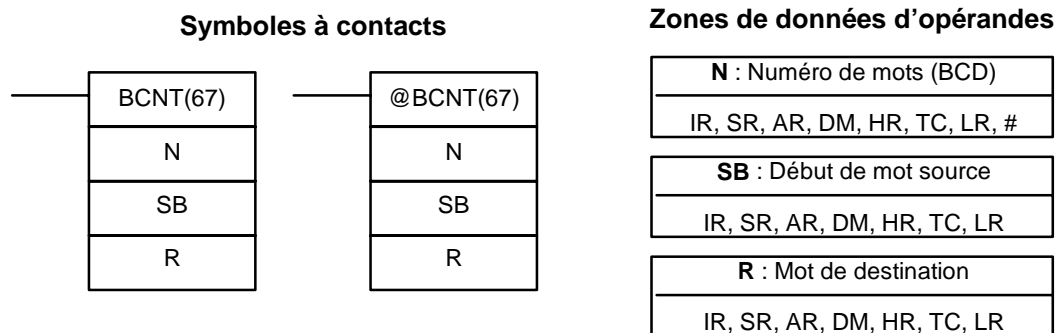 Symboles à contacts
BCNT(67)
N
SB
R
@BCNT(67)
N
SB
R
Zones de données d’opérandes
N : Numéro de mots (BCD)
IR, SR, AR, DM, HR, TC, LR, #
SB : Début de mot source
IR, SR, AR, DM, HR, TC, LR
R : Mot de destination
IR, SR, AR, DM, HR, TC, LR